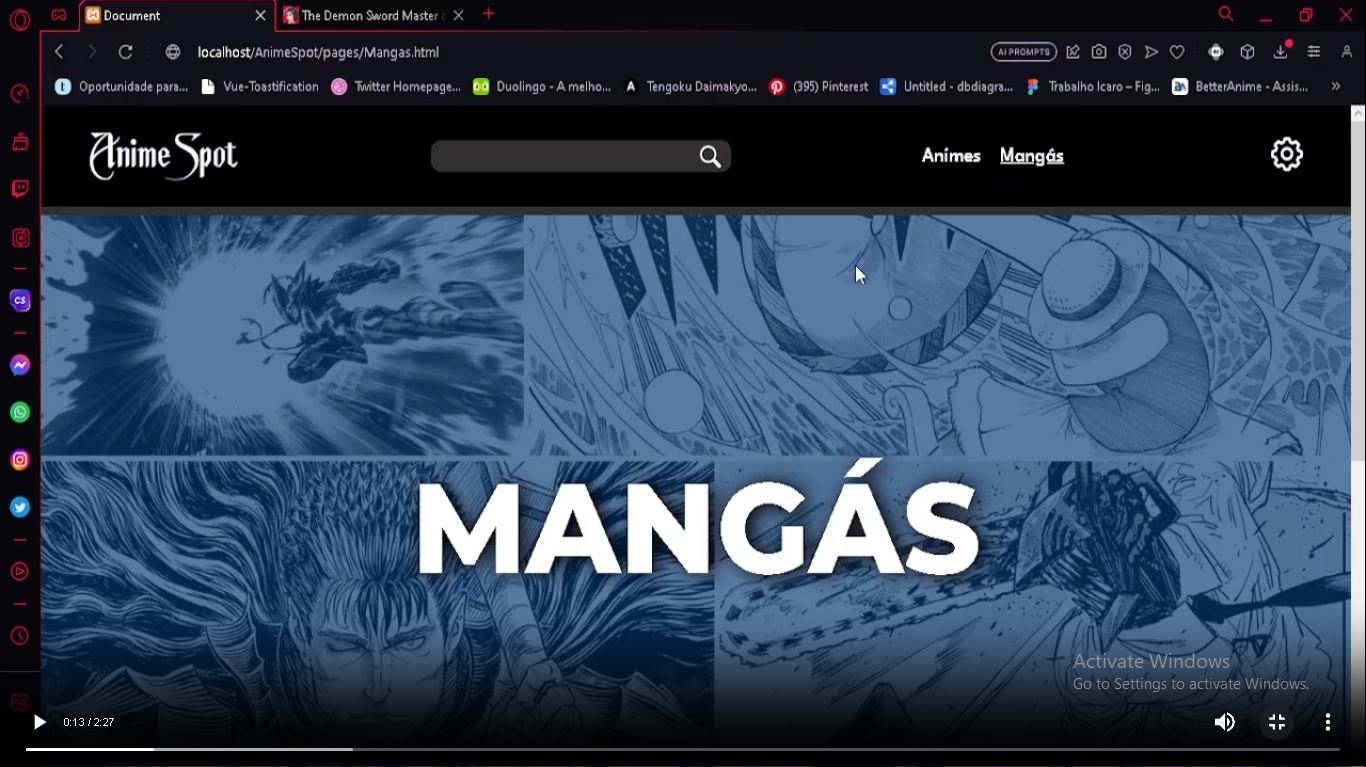 Document
The Demon Sword Master
localhost/AnimeSpot/pages/Mangas.html
AI PROMPTS
Oportunidade para...
Vue-Toastification
Twitter Homepage...
Duolingo - A melho...
Tengoku Daimakyo...
(395) Pinterest
Untitled - dbdiagra...
Trabalho Icaro – Fig...
BetterAnime - Assis...
Anime Spot
Animes
Mangás
CS
MANGÁS
Activate Windows
Go to Settings to activate Windows.
0:13 / 2:27